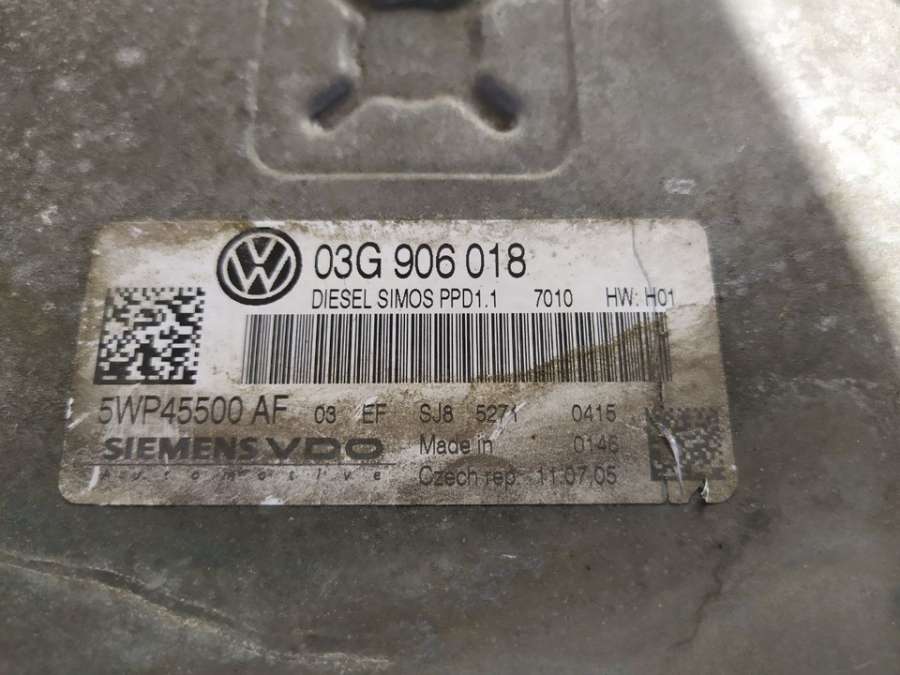 03G 906 018
DIESEL SIMOS PPD1.1 7010 HW: H01
5WP45500 AF 03 EF SJ8 5271 0415
SIEMENS VDO Made in 0146
Automotive Czech rep. 11.07.05